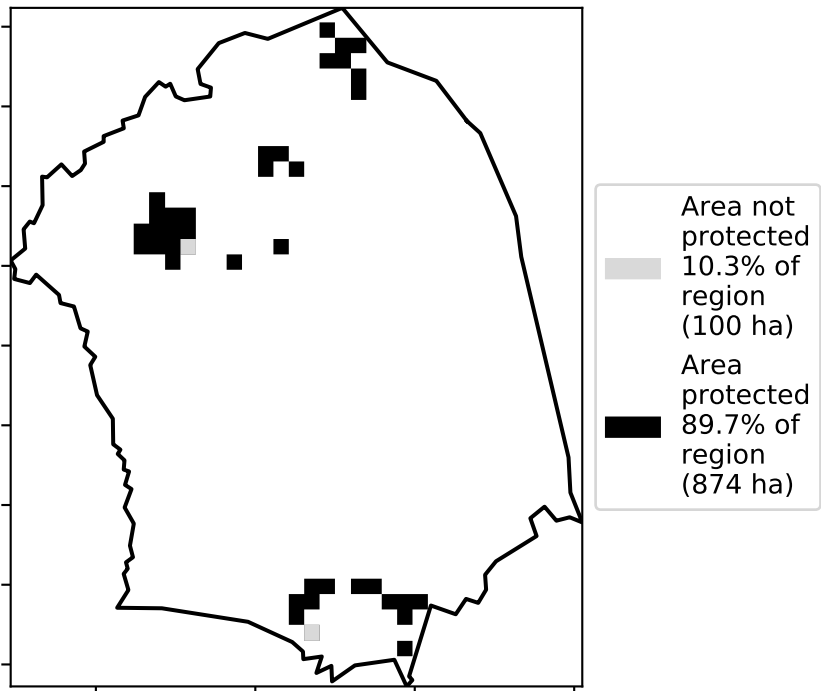 Area not
protected
10.3% of
region
(100 ha)
Area
protected
89.7% of
region
(874 ha)